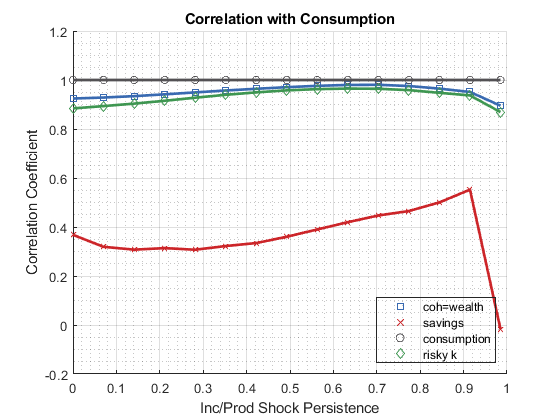 Correlation with Consumption
1.2
1
0.8
0.6
0.4
0.2
0
-0.2
Correlation Coefficient
coh=wealth
savings
consumption
risky k
0 0.1 0.2 0.3 0.4 0.5 0.6 0.7 0.8 0.9 1
Inc/Prod Shock Persistence